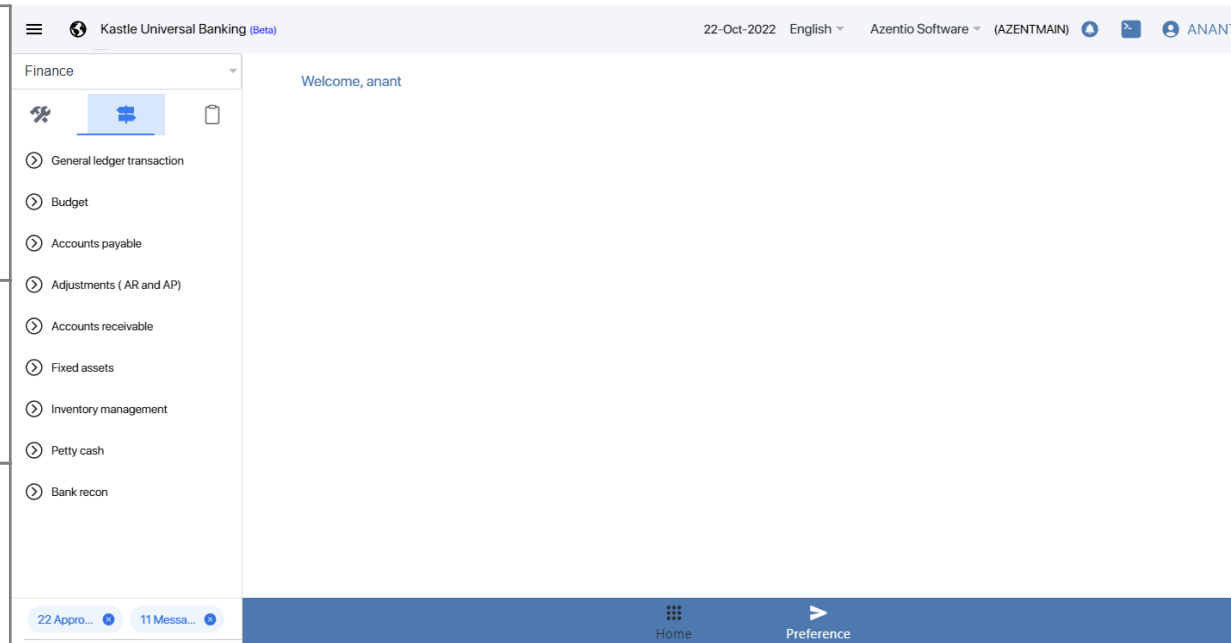 Kastle Universal Banking (Beta)
22-Oct-2022 English Azentio Software (AZENTMAIN) ANANT
Finance
Welcome, anant
General ledger transaction
Budget
Accounts payable
Adjustments ( AR and AP)
Accounts receivable
Fixed assets
Inventory management
Petty cash
Bank recon
22 Appro... 11 Messa...
Home Preference